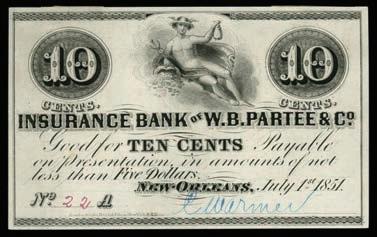 10 10
CENTS. CENTS.
INSURANCE BANK OF W.B. PARTEE & Co
Good for TEN CENTS Payable
on presentation, in amounts of not
less than Five Dollars.
NEW-ORLEANS, July 1st 1851.
No 22 A